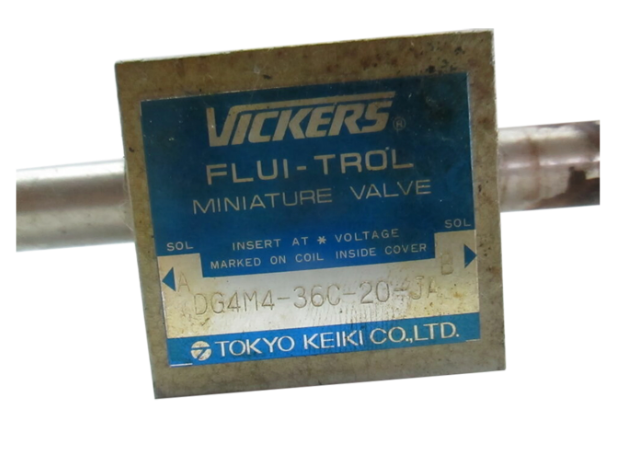 VICKERS®
FLUI-TROL
MINIATURE VALVE
SOL SOL
INSERT AT * VOLTAGE
MARKED ON COIL INSIDE COVER
A B
DG4M4-36C-20-JA
TOKYO KEIKI CO.,LTD.